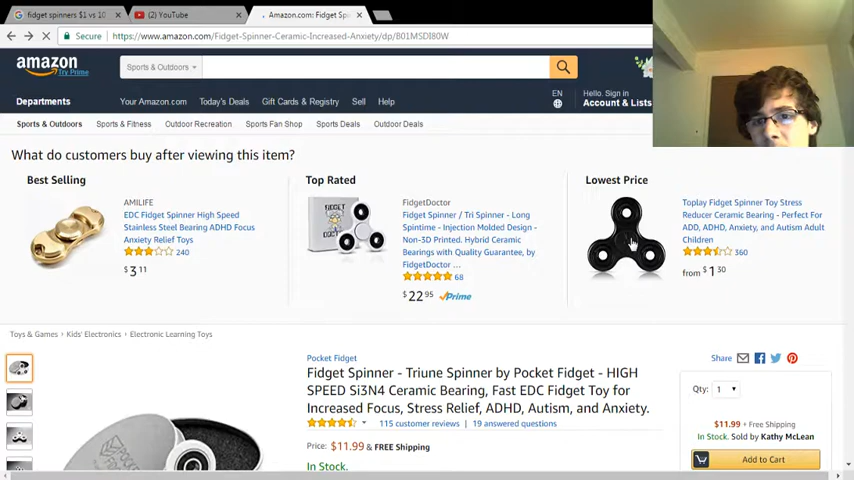 fidget spinners $1 vs 10
(2) YouTube
Amazon.com: Fidget Sp
Secure
https://www.amazon.com/Fidget-Spinner-Ceramic-Increased-Anxiety/dp/B01MSDI80W
amazon
Try Prime
Sports & Outdoors
Departments
Your Amazon.com Today's Deals Gift Cards & Registry Sell Help
EN
Hello. Sign in
Account & Lists
Sports & Outdoors Sports & Fitness Outdoor Recreation Sports Fan Shop Sports Deals Outdoor Deals
What do customers buy after viewing this item?
Best Selling
AMILIFE
EDC Fidget Spinner High Speed
Stainless Steel Bearing ADHD Focus
Anxiety Relief Toys
240
$3.11
Top Rated
FidgetDoctor
Fidget Spinner / Tri Spinner - Long
Spintime - Injection Molded Design -
Non-3D Printed. Hybrid Ceramic
Bearings with Quality Guarantee, by
FidgetDoctor ...
68
$22.95 Prime
Lowest Price
Toplay Fidget Spinner Toy Stress
Reducer Ceramic Bearing - Perfect For
ADD, ADHD, Anxiety, and Autism Adult
Children
360
from $1.30
Toys & Games › Kids' Electronics › Electronic Learning Toys
Pocket Fidget
Fidget Spinner - Triune Spinner by Pocket Fidget - HIGH
SPEED Si3N4 Ceramic Bearing, Fast EDC Fidget Toy for
Increased Focus, Stress Relief, ADHD, Autism, and Anxiety.
115 customer reviews | 19 answered questions
Price: $11.99 & FREE Shipping
In Stock.
Share
Qty: 1
$11.99 + Free Shipping
In Stock. Sold by Kathy McLean
Add to Cart